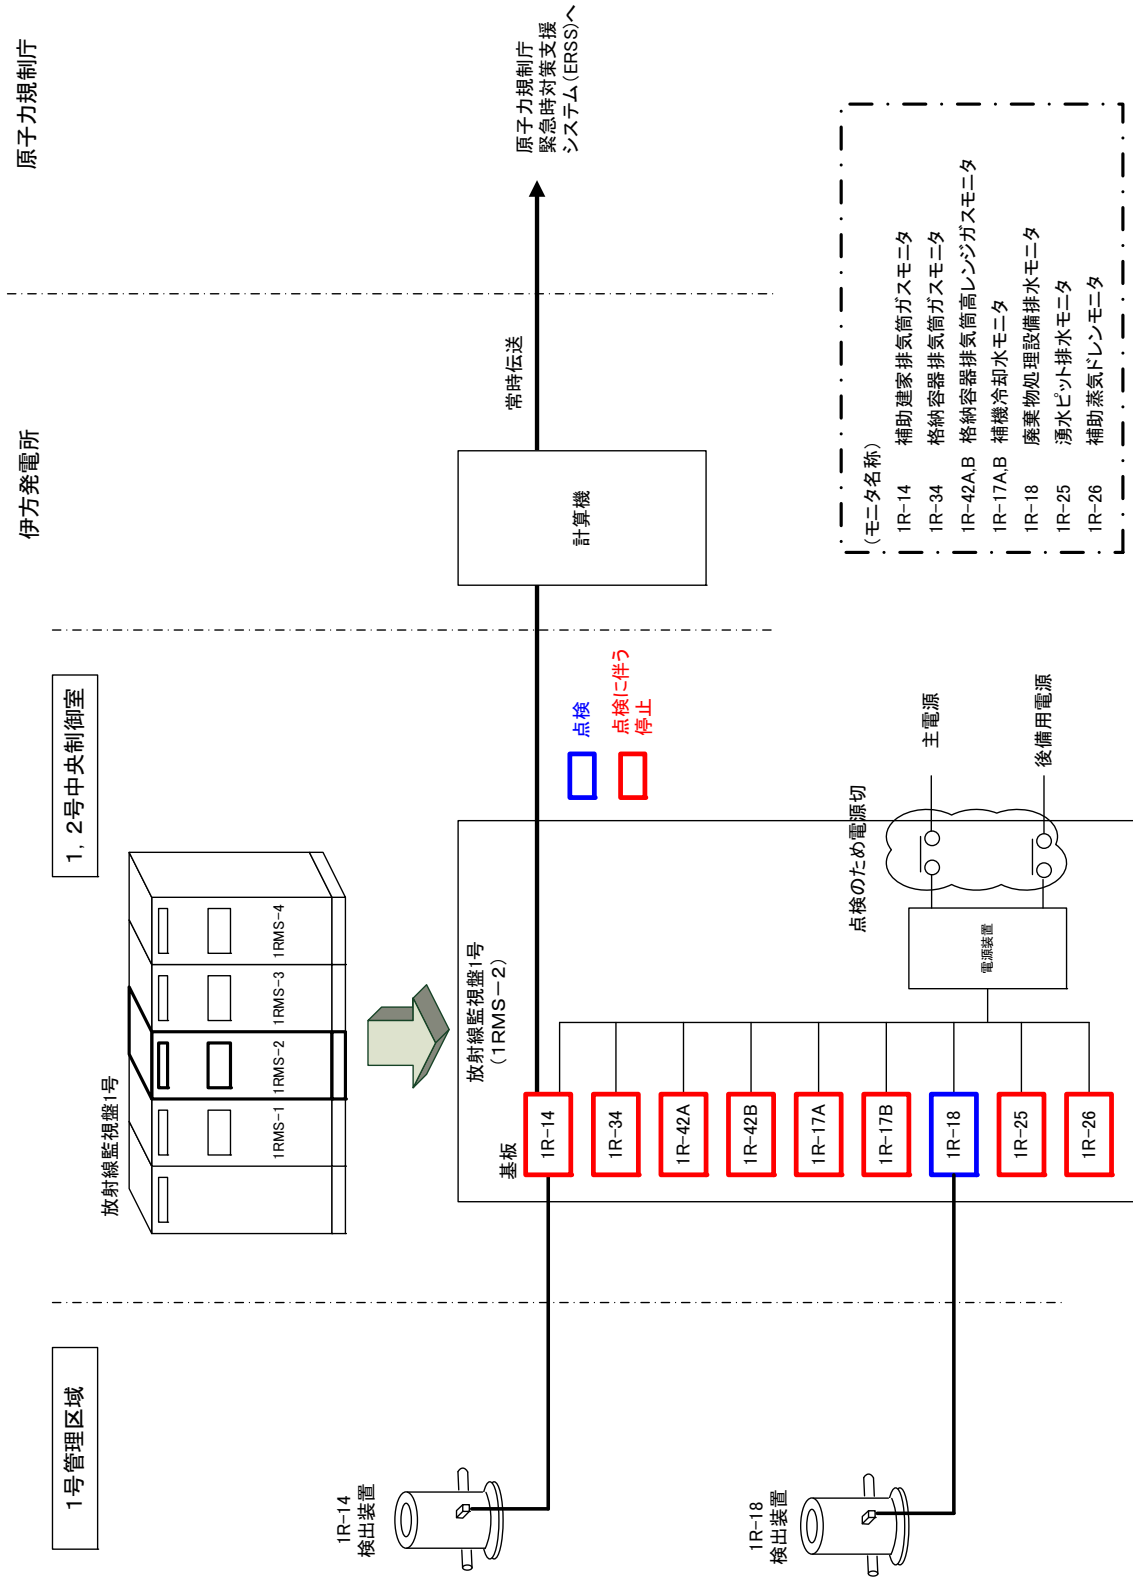 1号管理区域
1，2号中央制御室
伊方発電所
原子力規制庁
放射線監視盤1号
1RMS-1
1RMS-2
1RMS-3
1RMS-4
放射線監視盤1号
（1RMS－2）
基板
1R-14
1R-34
1R-42A
1R-42B
1R-17A
1R-17B
1R-18
1R-25
1R-26
1R-14
検出装置
1R-18
検出装置
電源装置
点検のため電源切
主電源
後備用電源
点検
点検に伴う
停止
計算機
常時伝送
原子力規制庁
緊急時対策支援
システム(ERSS)へ
(モニタ名称)
1R-14 補助建家排気筒ガスモニタ
1R-34 格納容器排気筒ガスモニタ
1R-42A,B 格納容器排気筒高レンジガスモニタ
1R-17A,B 補機冷却水モニタ
1R-18 廃棄物処理設備排水モニタ
1R-25 湧水ピット排水モニタ
1R-26 補助蒸気ドレンモニタ